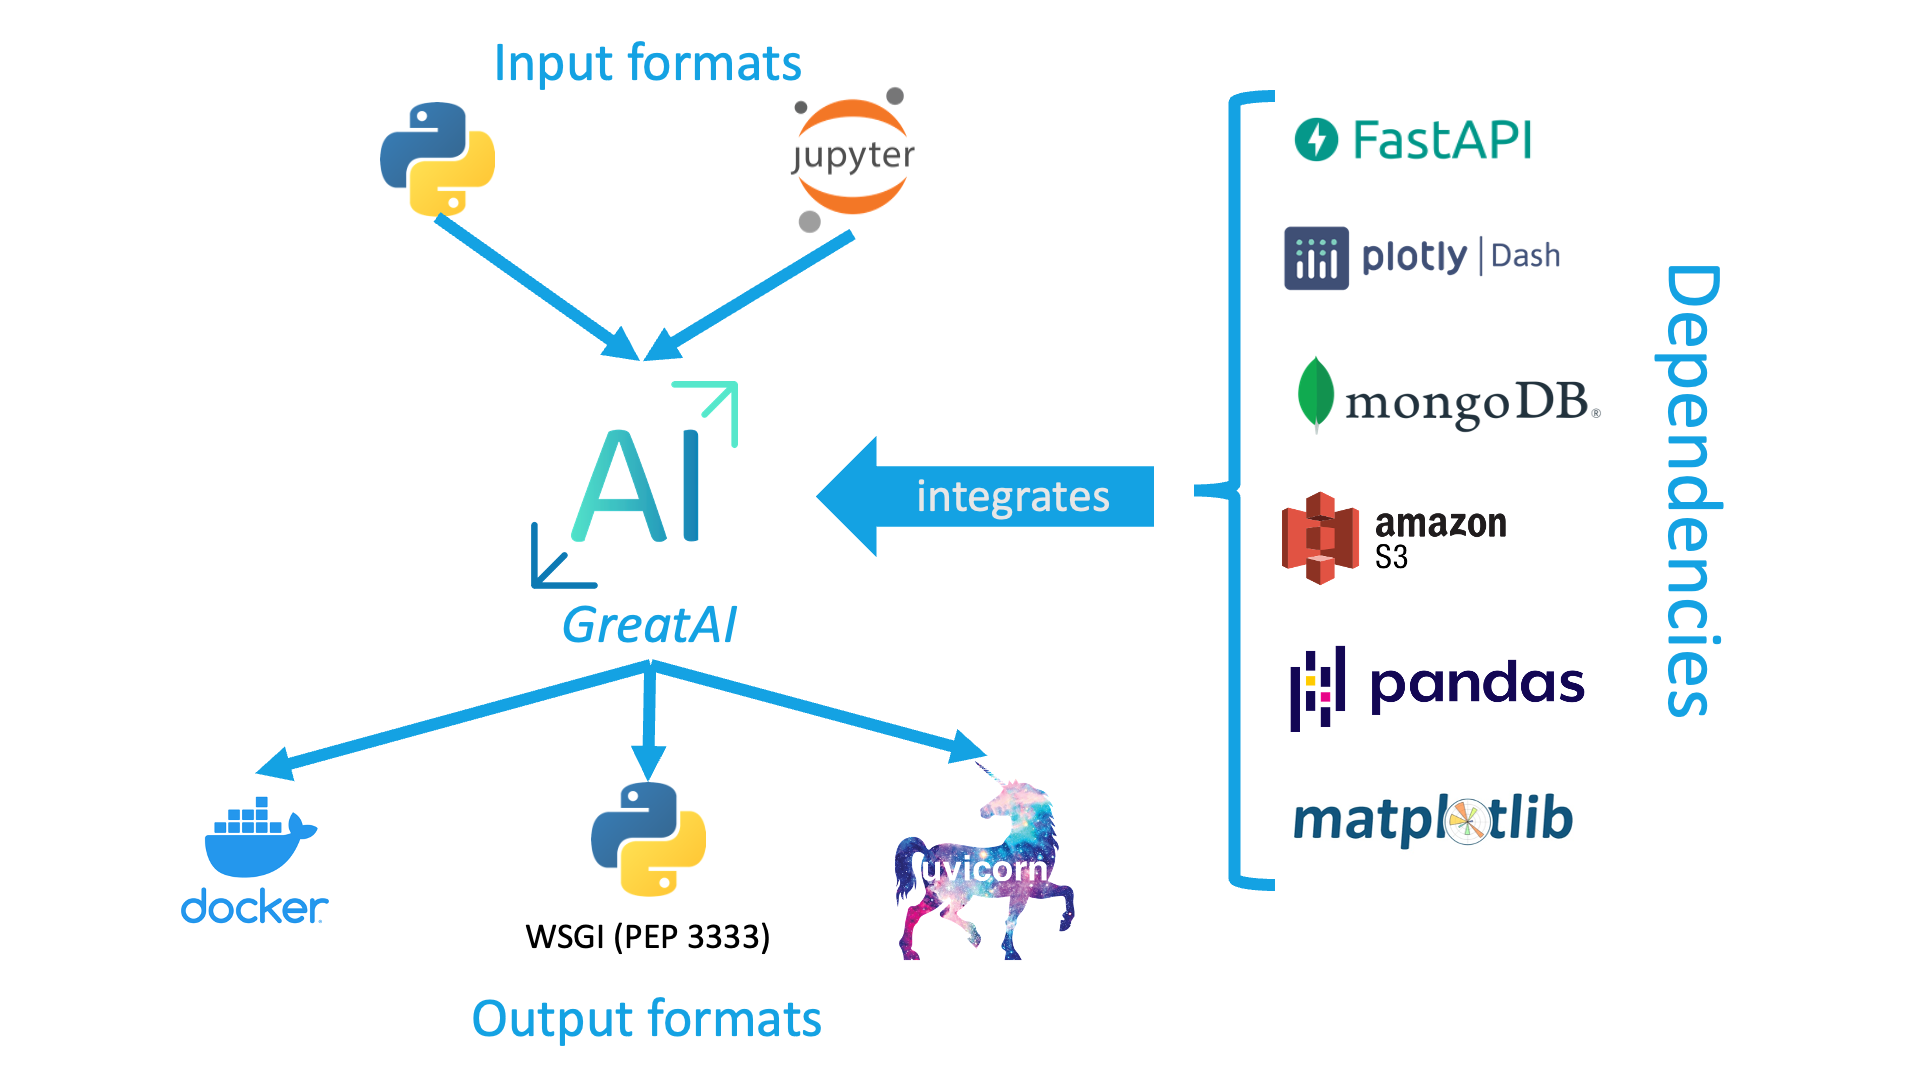 Input formats
jupyter
AI
GreatAI
integrates
docker
WSGI (PEP 3333)
uvicorn
Output formats
FastAPI
plotly | Dash
mongoDB®
amazon
S3
pandas
matplotlib
Dependencies